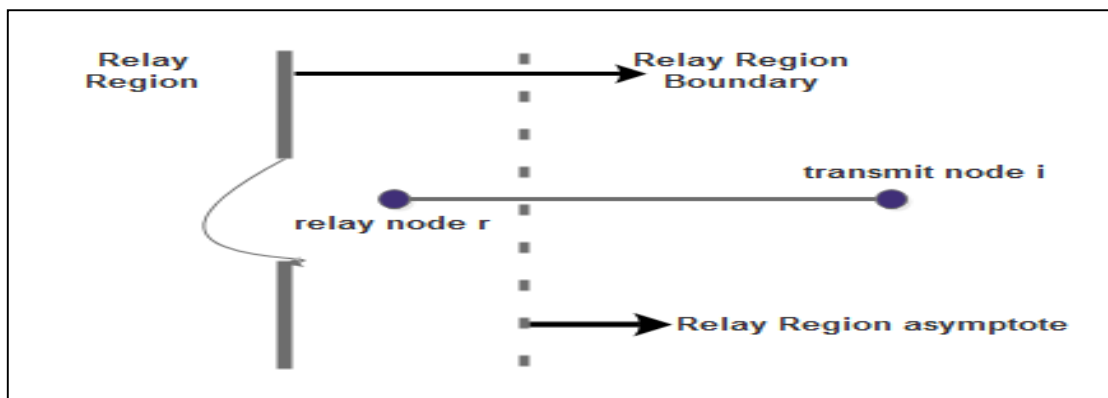 Relay
Region
Relay Region
Boundary
transmit node i
relay node r
Relay Region asymptote